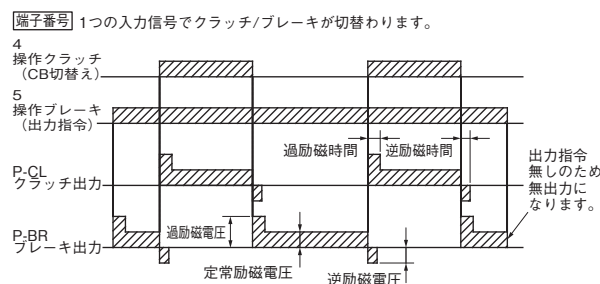 端子番号 1つの入力信号でクラッチ/ブレーキが切替わります。
4
操作クラッチ
(CB切替え)
5
操作ブレーキ
(出力指令)
過励磁時間
逆励磁時間
P-CL
クラッチ出力
出力指令
無しのため
無出力に
なります。
P-BR
ブレーキ出力
過励磁電圧
定常励磁電圧
逆励磁電圧